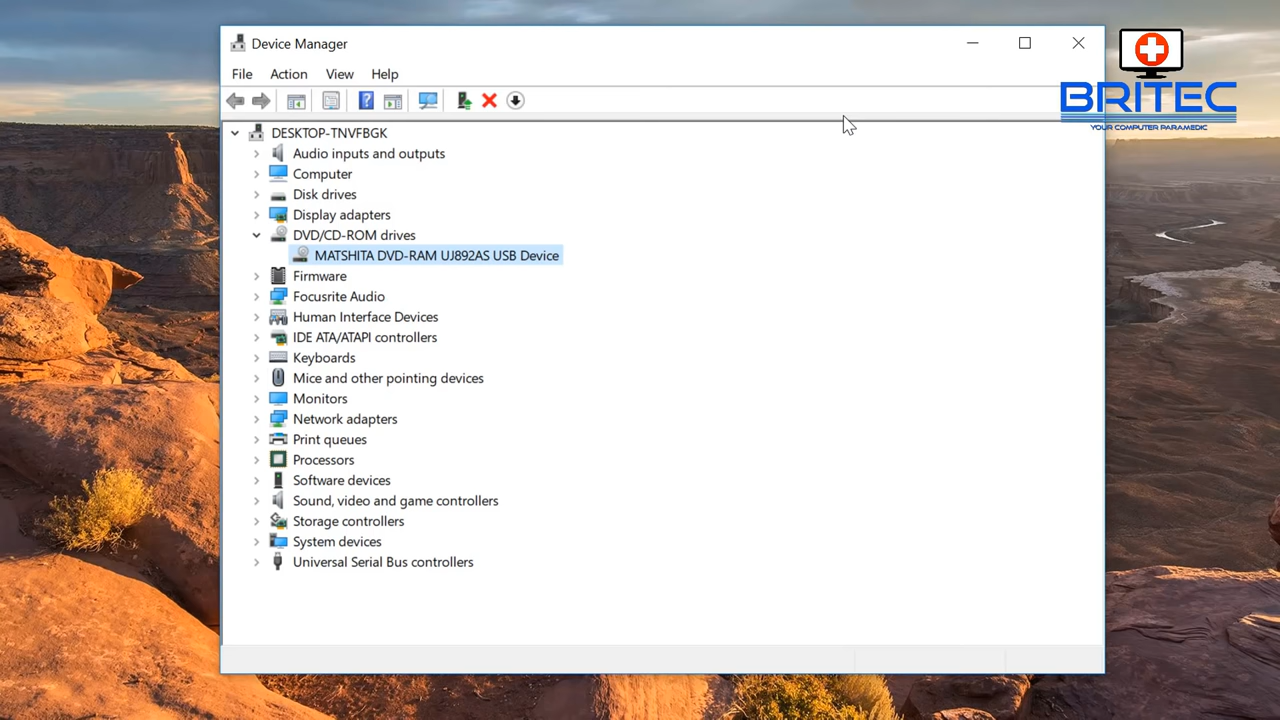 Device Manager
File Action View Help
DESKTOP-TNVFBGK
Audio inputs and outputs
Computer
Disk drives
Display adapters
DVD/CD-ROM drives
MATSHITA DVD-RAM UJ892AS USB Device
Firmware
Focusrite Audio
Human Interface Devices
IDE ATA/ATAPI controllers
Keyboards
Mice and other pointing devices
Monitors
Network adapters
Print queues
Processors
Software devices
Sound, video and game controllers
Storage controllers
System devices
Universal Serial Bus controllers
BRITEC
YOUR COMPUTER PARAMEDIC